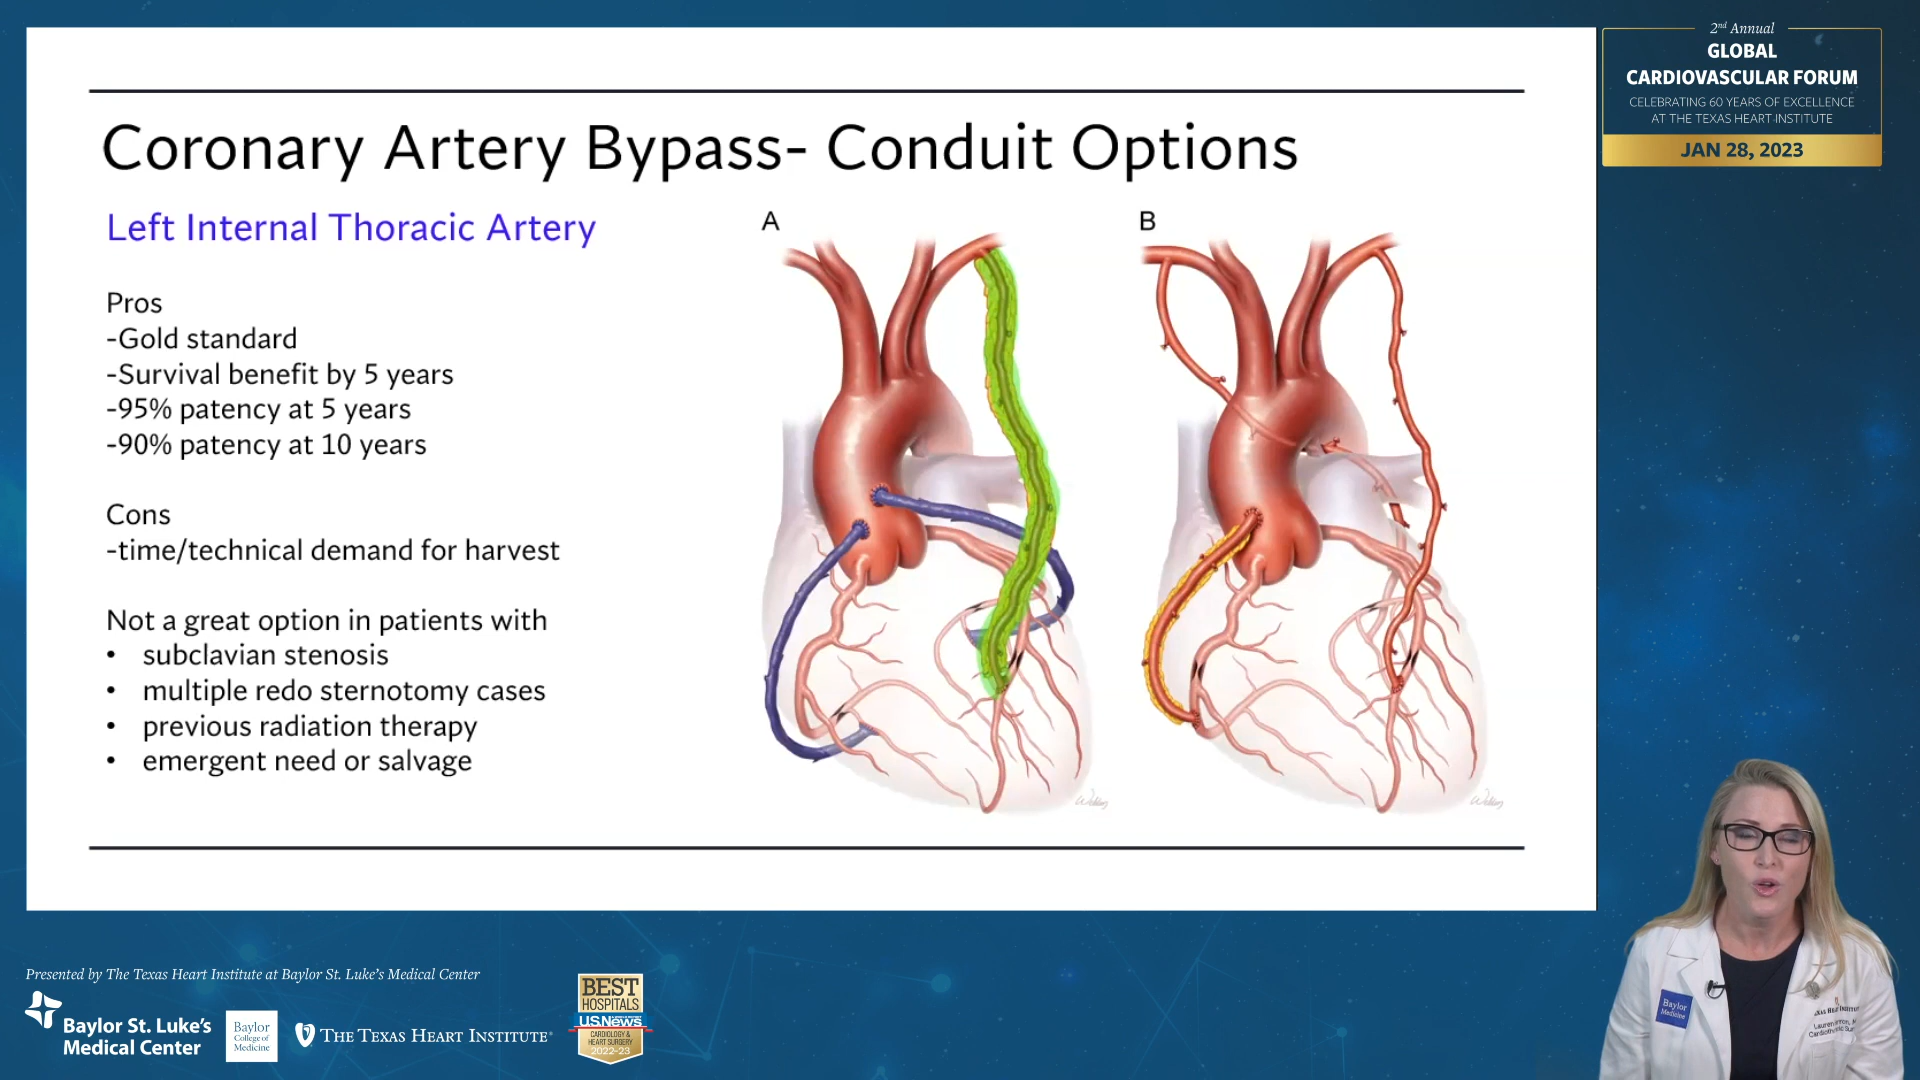 Coronary Artery Bypass- Conduit Options
Left Internal Thoracic Artery
Pros
-Gold standard
-Survival benefit by 5 years
-95% patency at 5 years
-90% patency at 10 years
Cons
-time/technical demand for harvest
Not a great option in patients with
• subclavian stenosis
• multiple redo sternotomy cases
• previous radiation therapy
• emergent need or salvage
A
B
2nd Annual
GLOBAL
CARDIOVASCULAR FORUM
CELEBRATING 60 YEARS OF EXCELLENCE
AT THE TEXAS HEART INSTITUTE
JAN 28, 2023
Presented by The Texas Heart Institute at Baylor St. Luke's Medical Center
Baylor St. Luke's
Medical Center
Baylor
College of
Medicine
THE TEXAS HEART INSTITUTE®
BEST
HOSPITALS
U.S. News
CARDIOLOGY &
HEART SURGERY
2022-23
Baylor
Medicine